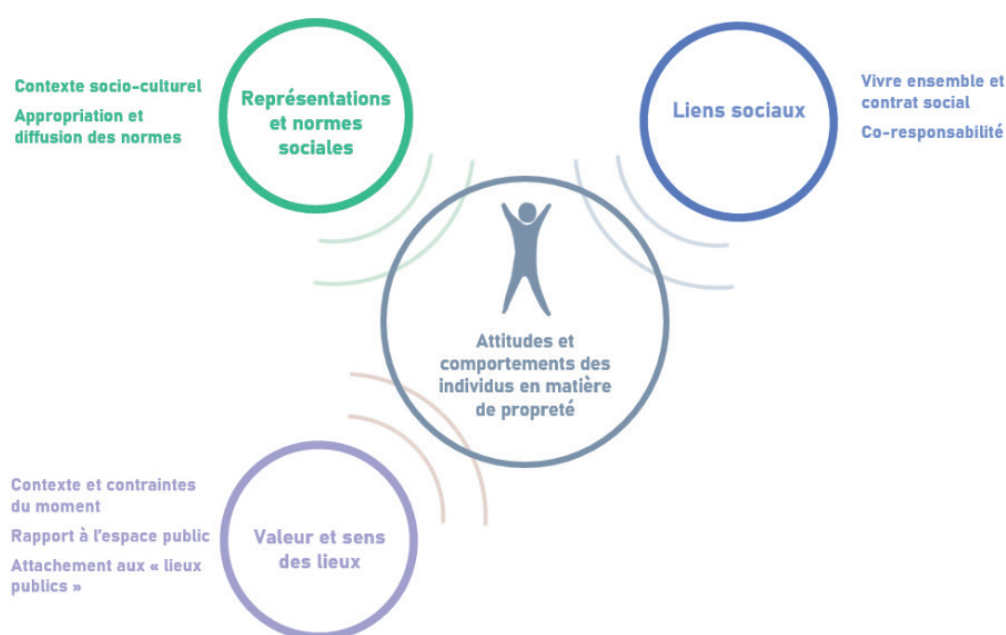 Contexte socio-culturel
Appropriation et
diffusion des normes
Représentations
et normes
sociales
Liens sociaux
Vivre ensemble et
contrat social
Co-responsabilité
Attitudes et
comportements des
individus en matière
de propreté
Contexte et contraintes
du moment
Rapport à l'espace public
Attachement aux « lieux
publics »
Valeur et sens
des lieux